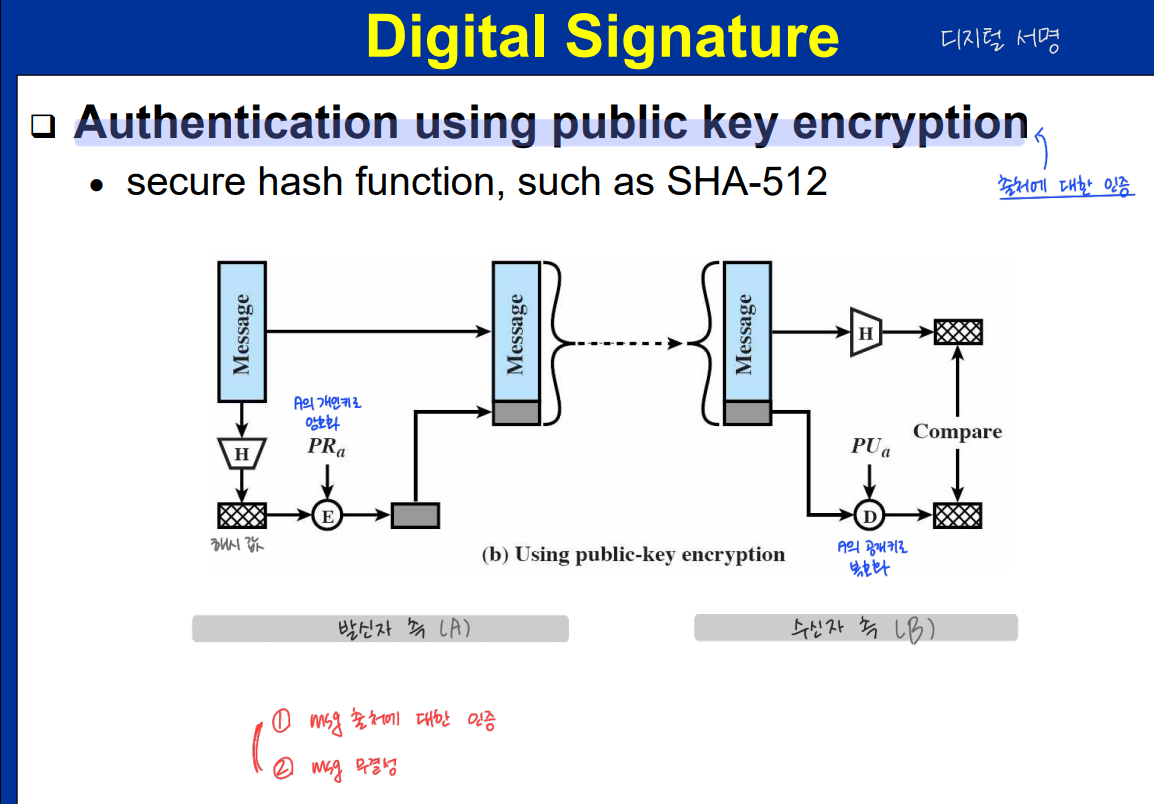 Digital Signature
디지털 서명
Authentication using public key encryption
출처에 대한 인증
secure hash function, such as SHA-512
Message
Message
Message
H
A의 개인키로
암호화
PRa
H
E
해시 값
Compare
PUa
D
A의 공개키로
복호화
(b) Using public-key encryption
발신자 측 (A)
수신자 측 (B)
① msg 출처에 대한 인증
② msg 무결성